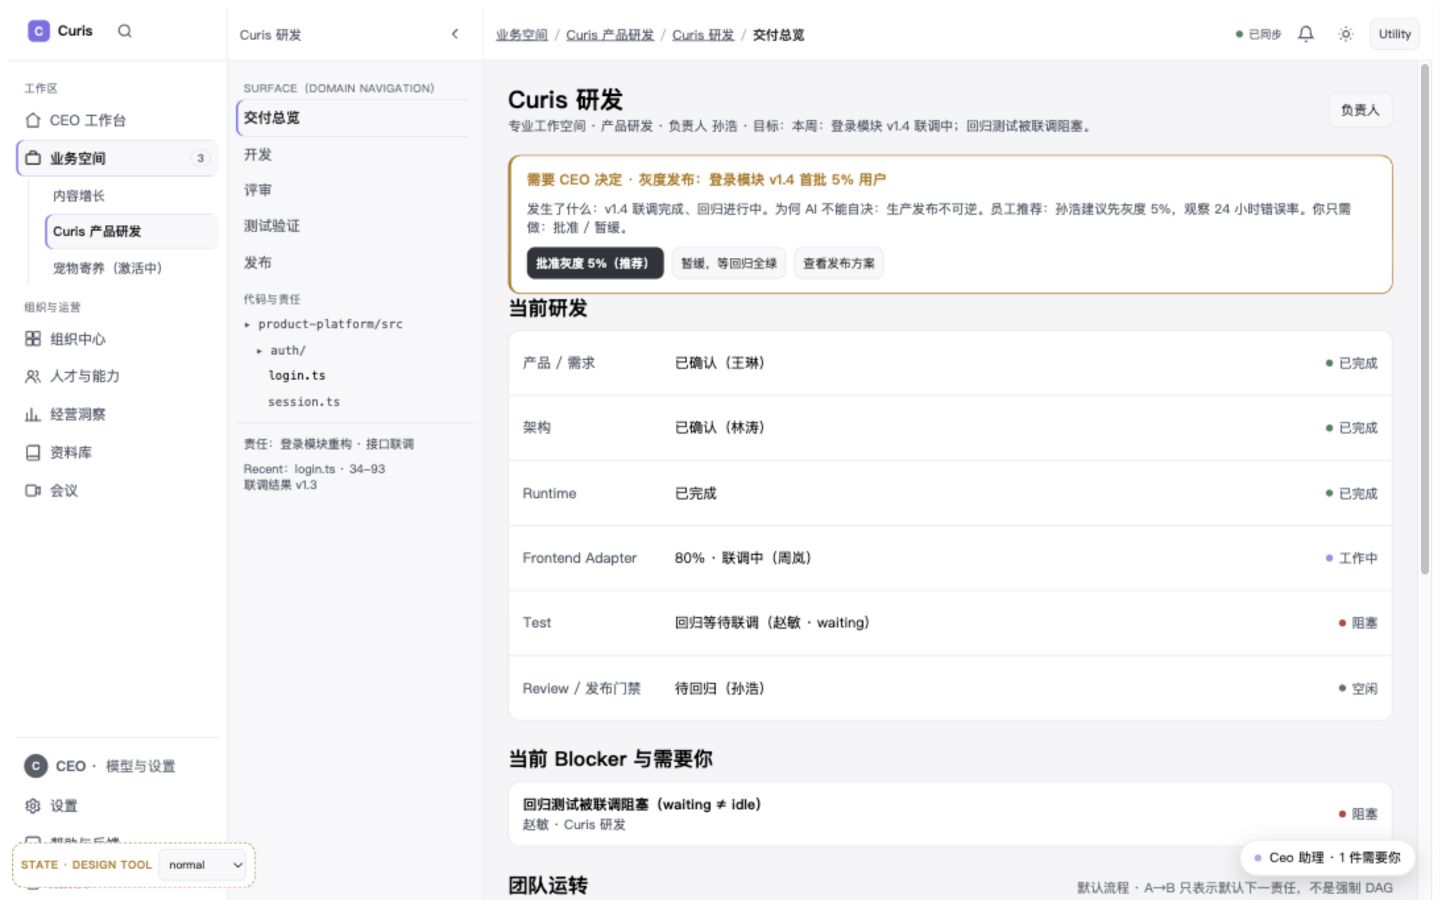 C Curis
工作区
CEO 工作台
业务空间 3
内容增长
Curis 产品研发
宠物寄养（激活中）
组织与运营
组织中心
人才与能力
经营洞察
资料库
会议
C CEO · 模型与设置
设置
STATE · DESIGN TOOL normal
Curis 研发
SURFACE (DOMAIN NAVIGATION)
交付总览
开发
评审
测试验证
发布
代码与责任
▸ product-platform/src
▸ auth/
login.ts
session.ts
责任：登录模块重构 · 接口联调
Recent：login.ts · 34–93
联调结果 v1.3
业务空间 / Curis 产品研发 / Curis 研发 / 交付总览
已同步
Utility
Curis 研发
专业工作空间 · 产品研发 · 负责人 孙浩 · 目标：本周：登录模块 v1.4 联调中；回归测试被联调阻塞。
负责人
需要 CEO 决定 · 灰度发布：登录模块 v1.4 首批 5% 用户
发生了什么：v1.4 联调完成、回归进行中。为何 AI 不能自决：生产发布不可逆。员工推荐：孙浩建议先灰度 5%，观察 24 小时错误率。你只需
做：批准 / 暂缓。
批准灰度 5%（推荐） 暂缓，等回归全绿 查看发布方案
当前研发
产品 / 需求 已确认（王琳） 已完成
架构 已确认（林涛） 已完成
Runtime 已完成 已完成
Frontend Adapter 80% · 联调中（周岚） 工作中
Test 回归等待联调（赵敏 · waiting） 阻塞
Review / 发布门禁 待回归（孙浩） 空闲
当前 Blocker 与需要你
回归测试被联调阻塞（waiting ≠ idle）
赵敏 · Curis 研发
阻塞
Ceo 助理 · 1 件需要你
团队运转
默认流程 · A→B 只表示默认下一责任，不是强制 DAG